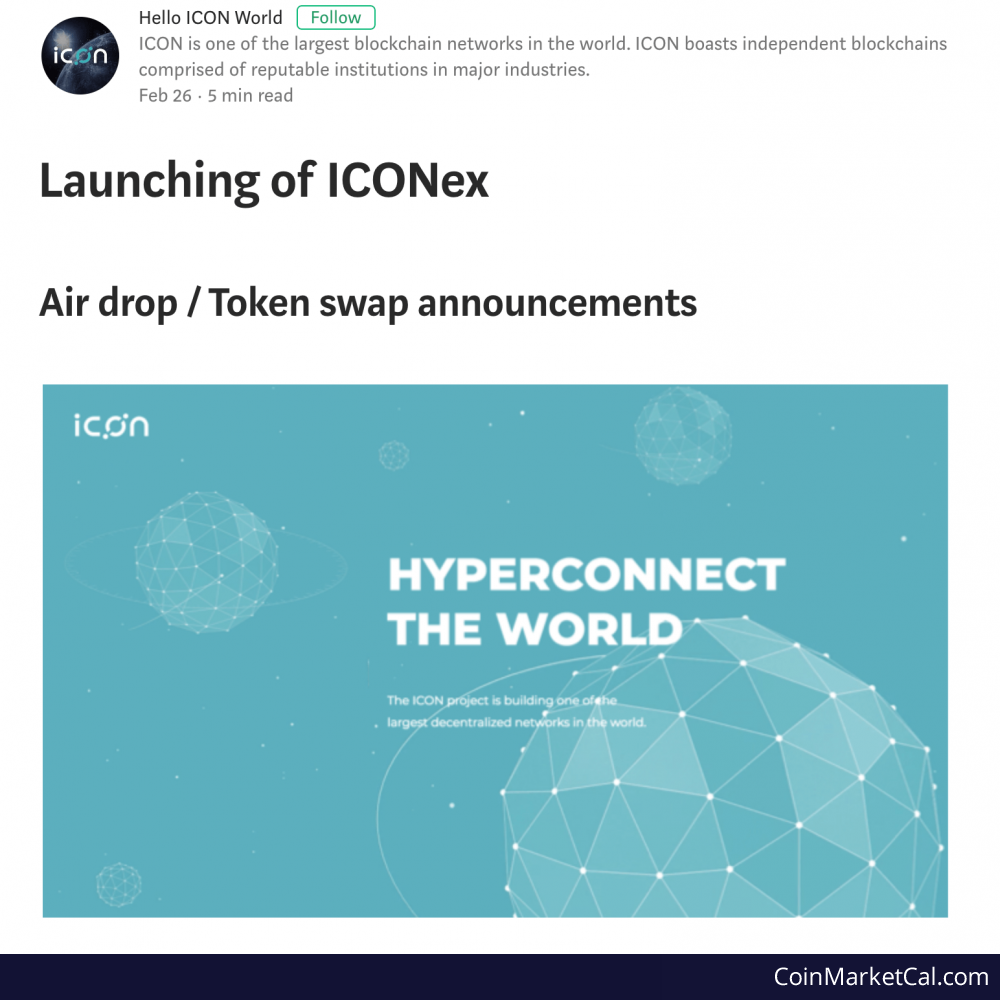 icon
Hello ICON World Follow
ICON is one of the largest blockchain networks in the world. ICON boasts independent blockchains
comprised of reputable institutions in major industries.
Feb 26 · 5 min read
Launching of ICONex
Air drop / Token swap announcements
icon
HYPERCONNECT
THE WORLD
The ICON project is building one of the
largest decentralized networks in the world.
CoinMarketCal.com